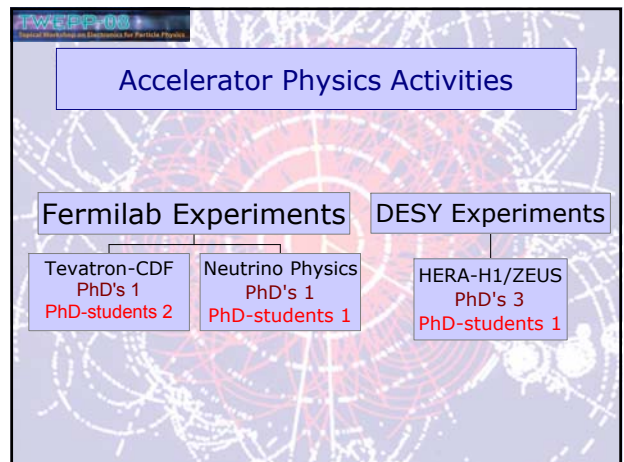 TWEPP-08
Topical Workshop on Electronics for Particle Physics
Accelerator Physics Activities
Fermilab Experiments
DESY Experiments
Tevatron-CDF
PhD's 1
PhD-students 2
Neutrino Physics
PhD's 1
PhD-students 1
HERA-H1/ZEUS
PhD's 3
PhD-students 1